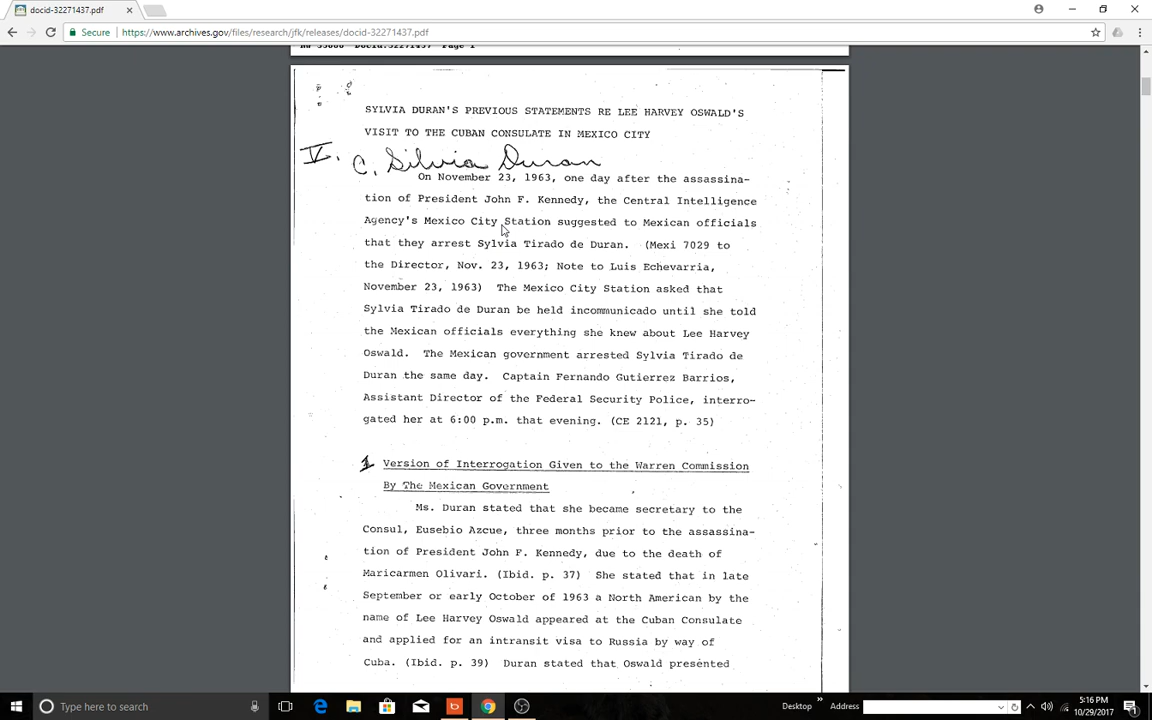 docid-32271437.pdf
Secure
https://www.archives.gov/files/research/jfk/releases/docid-32271437.pdf
DocId:32271437 Page 1
SYLVIA DURAN'S PREVIOUS STATEMENTS RE LEE HARVEY OSWALD'S
VISIT TO THE CUBAN CONSULATE IN MEXICO CITY
V. C. Silvia Duran
On November 23, 1963, one day after the assassina-
tion of President John F. Kennedy, the Central Intelligence
Agency's Mexico City Station suggested to Mexican officials
that they arrest Sylvia Tirado de Duran. (Mexi 7029 to
the Director, Nov. 23, 1963; Note to Luis Echevarria,
November 23, 1963) The Mexico City Station asked that
Sylvia Tirado de Duran be held incommunicado until she told
the Mexican officials everything she knew about Lee Harvey
Oswald. The Mexican government arrested Sylvia Tirado de
Duran the same day. Captain Fernando Gutierrez Barrios,
Assistant Director of the Federal Security Police, interro-
gated her at 6:00 p.m. that evening. (CE 2121, p. 35)
1 Version of Interrogation Given to the Warren Commission
By The Mexican Government
Ms. Duran stated that she became secretary to the
Consul, Eusebio Azcue, three months prior to the assassina-
tion of President John F. Kennedy, due to the death of
Maricarmen Olivari. (Ibid. p. 37) She stated that in late
September or early October of 1963 a North American by the
name of Lee Harvey Oswald appeared at the Cuban Consulate
and applied for an intransit visa to Russia by way of
Cuba. (Ibid. p. 39) Duran stated that Oswald presented
Type here to search
Desktop
Address
5:16 PM
10/29/2017